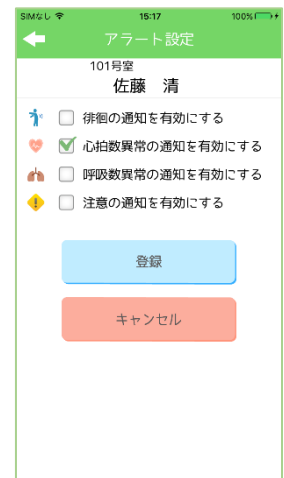 SIMなし 15:17 100%
アラート設定
101号室
佐藤 清
徘徊の通知を有効にする
心拍数異常の通知を有効にする
呼吸数異常の通知を有効にする
注意の通知を有効にする
登録
キャンセル